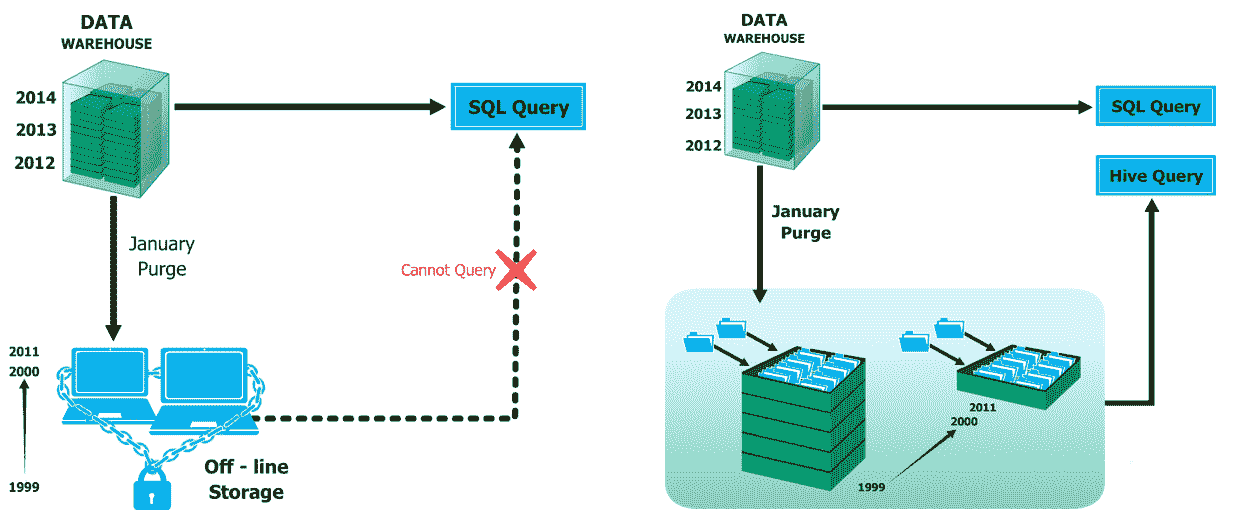 DATA
WAREHOUSE
2014
2013
2012
SQL Query
January
Purge
Cannot Query
2011
2000
1999
Off - line
Storage
DATA
WAREHOUSE
2014
2013
2012
SQL Query
Hive Query
January
Purge
2011
2000
1999